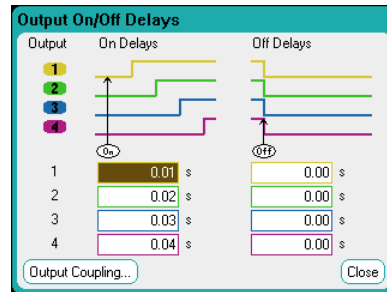 Output On/Off Delays
Output On Delays Off Delays
1
2
3
4
On Off
1 0.01 s 0.00 s
2 0.02 s 0.00 s
3 0.03 s 0.00 s
4 0.04 s 0.00 s
Output Coupling... Close